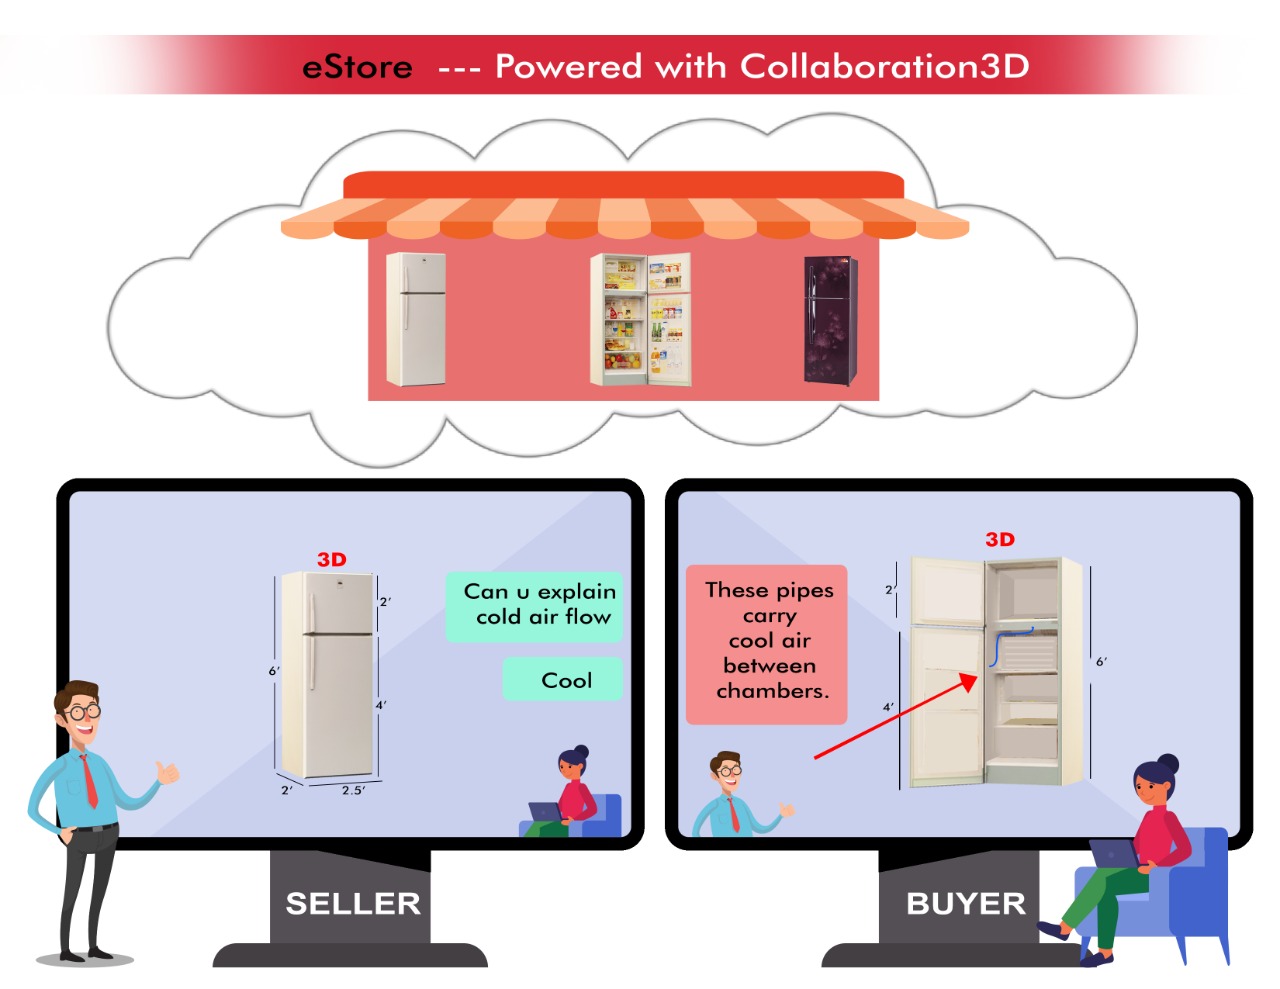 eStore --- Powered with Collaboration3D
3D
2'
6'
4'
2'
2.5'
Can u explain
cold air flow
Cool
SELLER
These pipes
carry
cool air
between
chambers.
3D
2'
4'
6'
BUYER